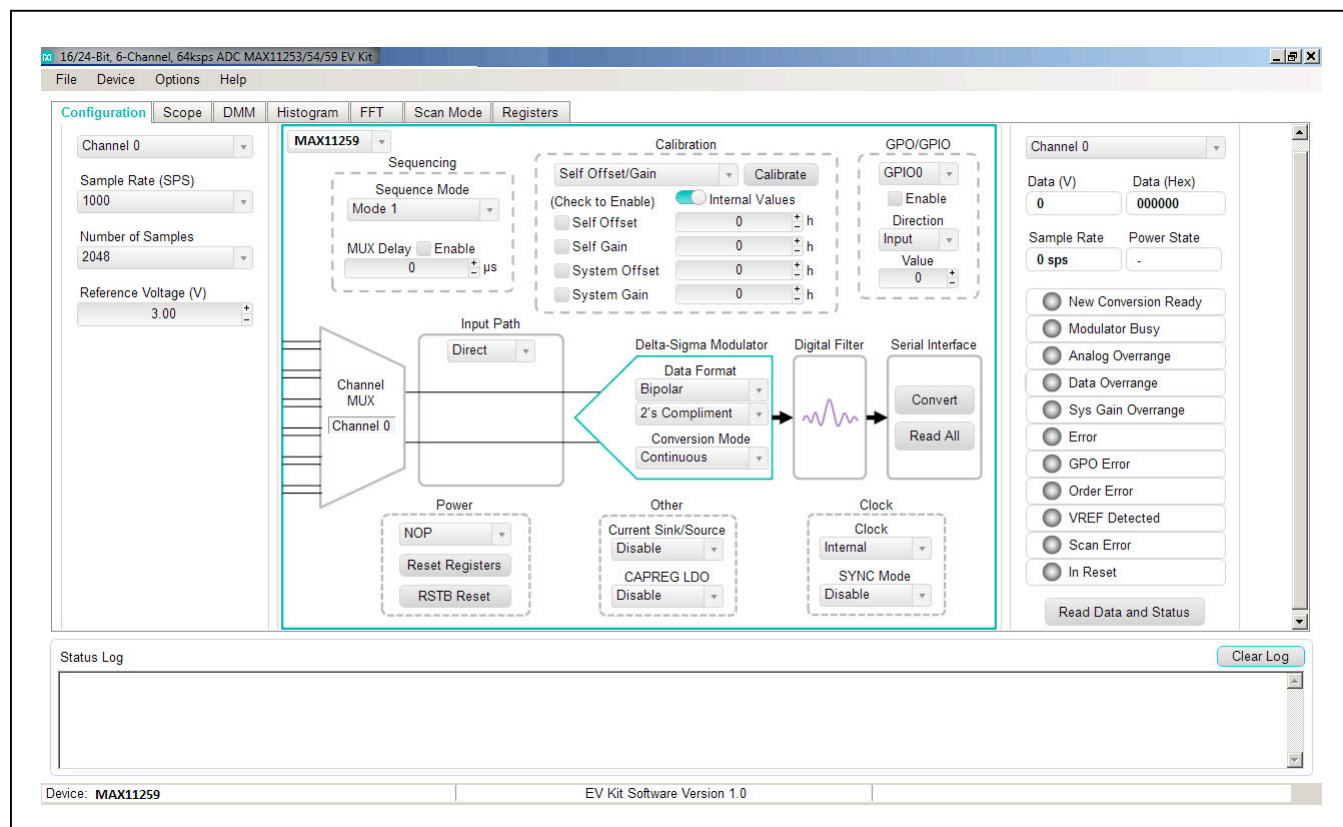 16/24-Bit, 6-Channel, 64ksps ADC MAX11253/54/59 EV Kit
File Device Options Help
Configuration Scope DMM Histogram FFT Scan Mode Registers
Channel 0
Sample Rate (SPS)
1000
Number of Samples
2048
Reference Voltage (V)
3.00
MAX11259
Sequencing
Sequence Mode
Mode 1
MUX Delay Enable
0 µs
Calibration
Self Offset/Gain Calibrate
(Check to Enable) Internal Values
Self Offset 0 h
Self Gain 0 h
System Offset 0 h
System Gain 0 h
GPO/GPIO
GPIO0
Enable
Direction
Input
Value
0
Channel
MUX
Channel 0
Input Path
Direct
Delta-Sigma Modulator
Data Format
Bipolar
2's Compliment
Conversion Mode
Continuous
Digital Filter
Serial Interface
Convert
Read All
Power
NOP
Reset Registers
RSTB Reset
Other
Current Sink/Source
Disable
CAPREG LDO
Disable
Clock
Clock
Internal
SYNC Mode
Disable
Channel 0
Data (V) Data (Hex)
0 000000
Sample Rate Power State
0 sps -
New Conversion Ready
Modulator Busy
Analog Overrange
Data Overrange
Sys Gain Overrange
Error
GPO Error
Order Error
VREF Detected
Scan Error
In Reset
Read Data and Status
Status Log Clear Log
Device: MAX11259 EV Kit Software Version 1.0